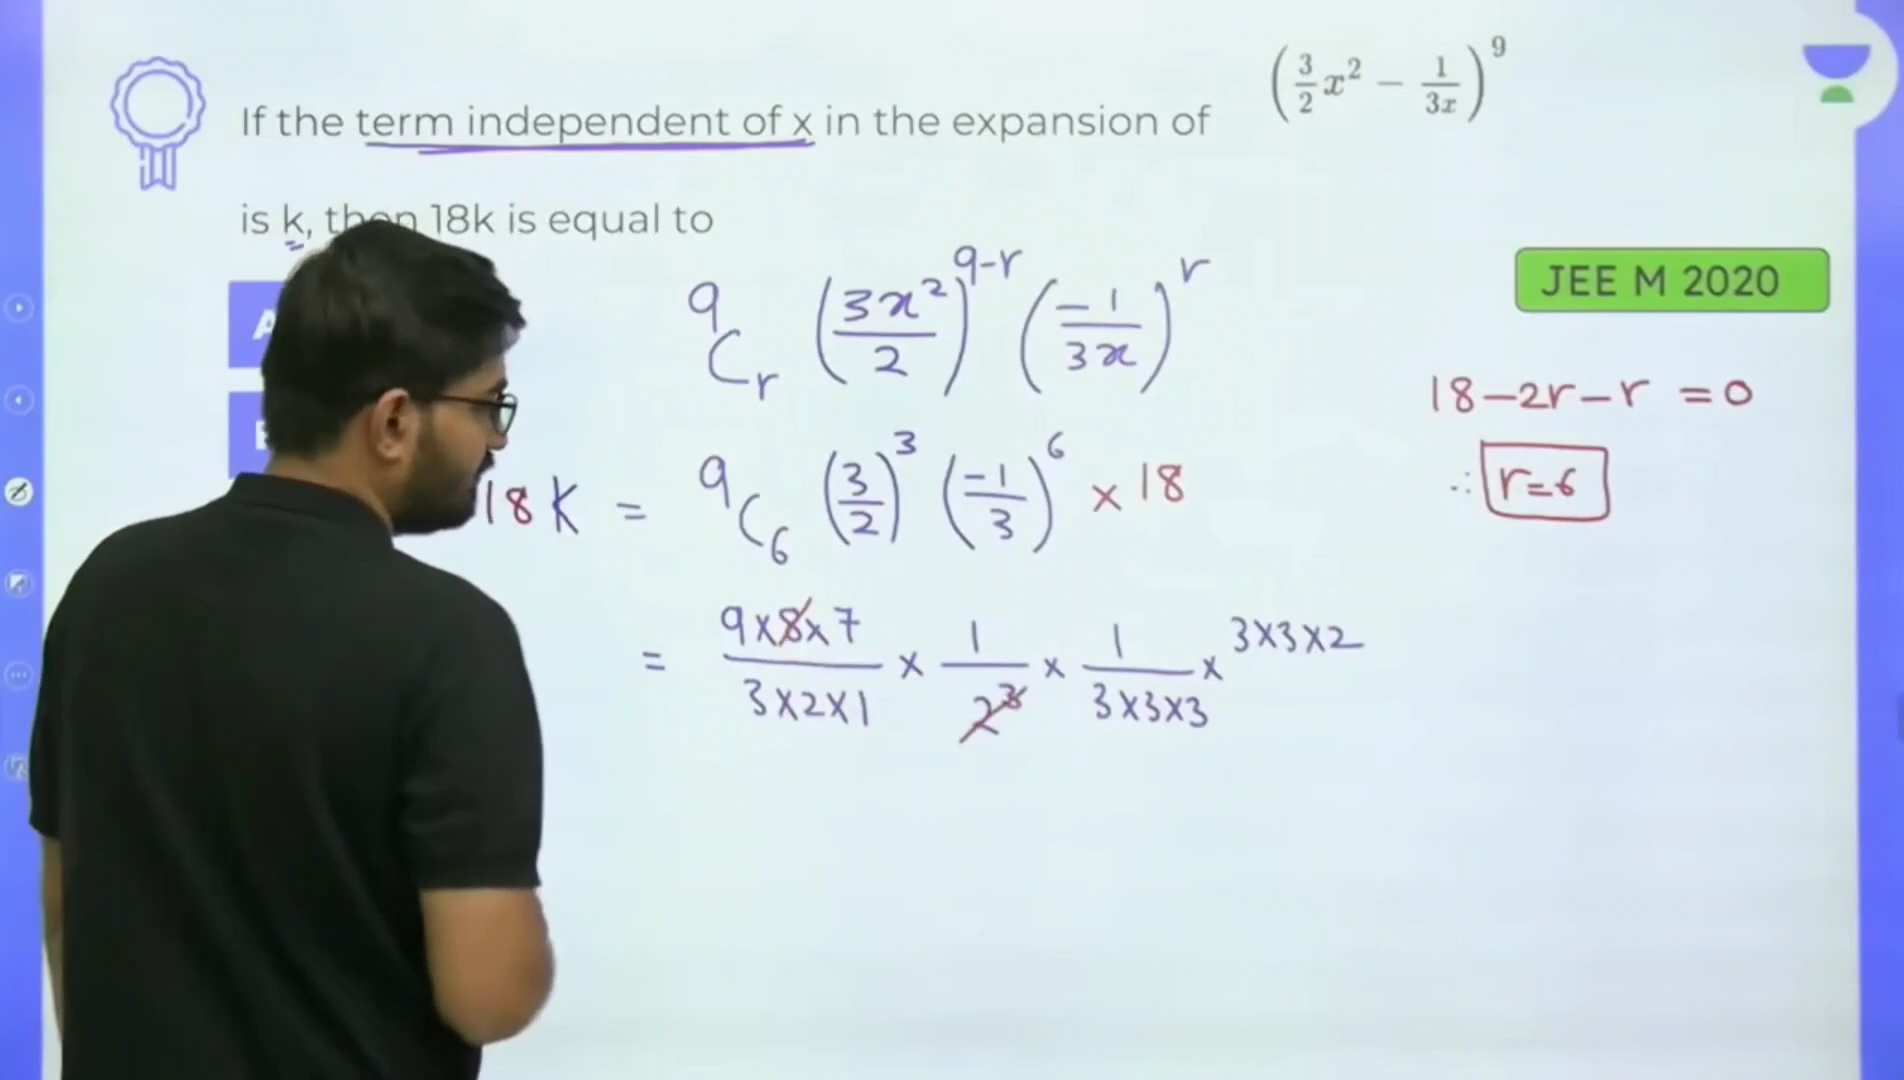 (3/2 x² − 1/3x)⁹
If the term independent of x in the expansion of
is k, then 18k is equal to
JEE M 2020
⁹Cᵣ (3x²/2)⁹⁻ʳ (−1/3x)ʳ
18−2r−r = 0
∴ r=6
18K = ⁹C₆ (3/2)³ (−1/3)⁶ × 18
= 9×8×7/3×2×1 × 1/2³ × 1/3×3×3 × 3×3×2